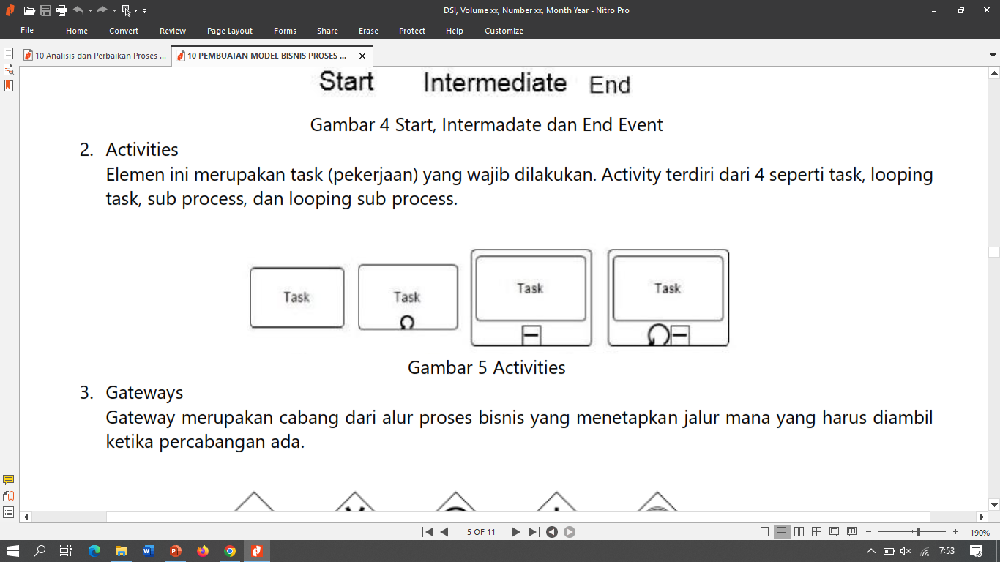 DSI, Volume xx, Number xx, Month Year - Nitro Pro
File Home Convert Review Page Layout Forms Share Erase Protect Help Customize
10 Analisis dan Perbaikan Proses ... 10 PEMBUATAN MODEL BISNIS PROSES ...
Start Intermediate End
Gambar 4 Start, Intermadate dan End Event
2. Activities
Elemen ini merupakan task (pekerjaan) yang wajib dilakukan. Activity terdiri dari 4 seperti task, looping
task, sub process, dan looping sub process.
Task Task Task Task
Gambar 5 Activities
3. Gateways
Gateway merupakan cabang dari alur proses bisnis yang menetapkan jalur mana yang harus diambil
ketika percabangan ada.
5 OF 11
190%
7:53